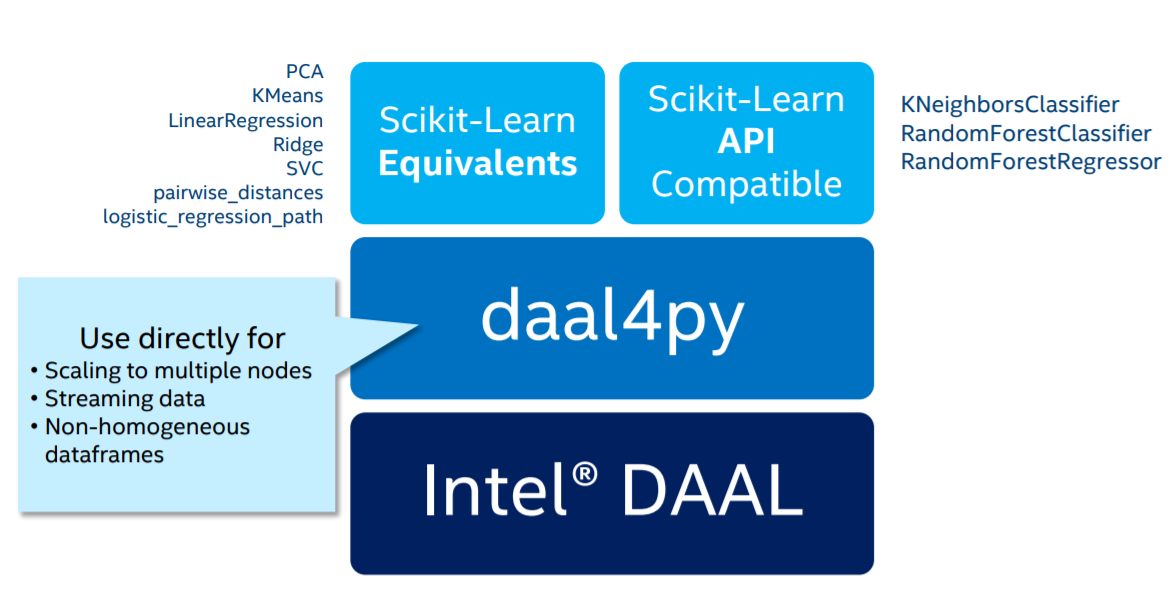 PCA
KMeans
LinearRegression
Ridge
SVC
pairwise_distances
logistic_regression_path
Scikit-Learn
Equivalents
Scikit-Learn
API
Compatible
KNeighborsClassifier
RandomForestClassifier
RandomForestRegressor
daal4py
Use directly for
• Scaling to multiple nodes
• Streaming data
• Non-homogeneous
dataframes
Intel® DAAL